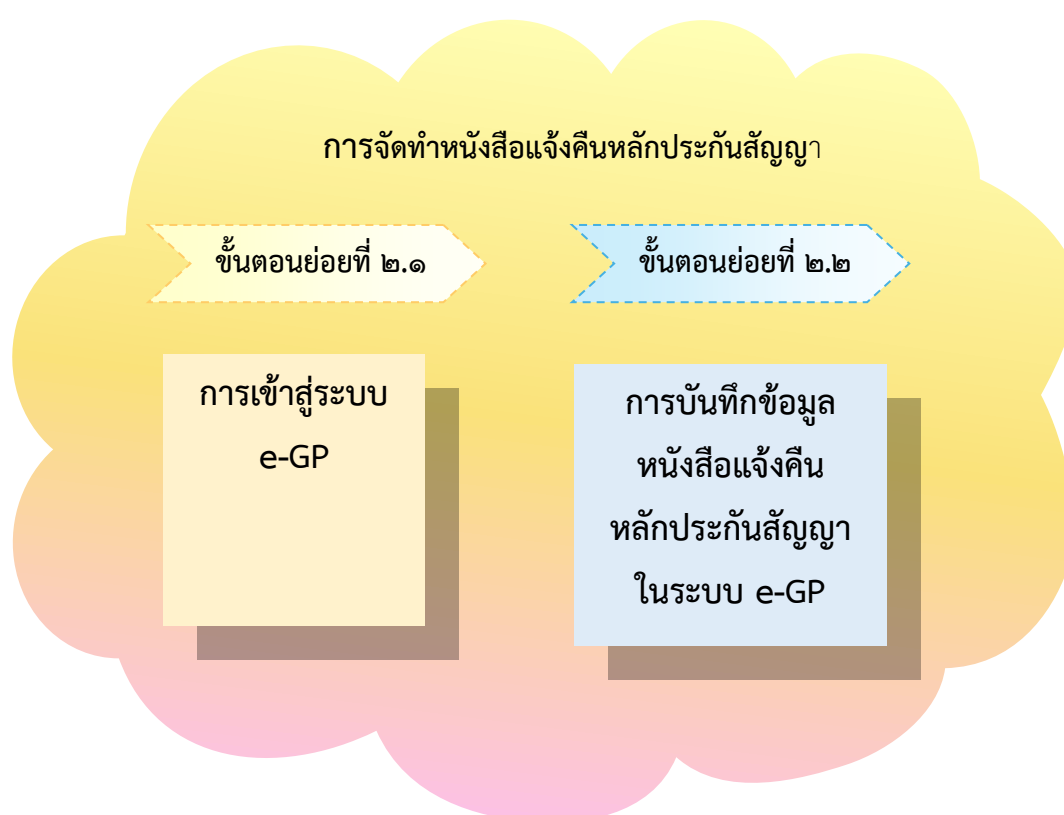 การจัดทำหนังสือแจ้งคืนหลักประกันสัญญา
ขั้นตอนย่อยที่ ๒.๑
ขั้นตอนย่อยที่ ๒.๒
การเข้าสู่ระบบ
e-GP
การบันทึกข้อมูล
หนังสือแจ้งคืน
หลักประกันสัญญา
ในระบบ e-GP